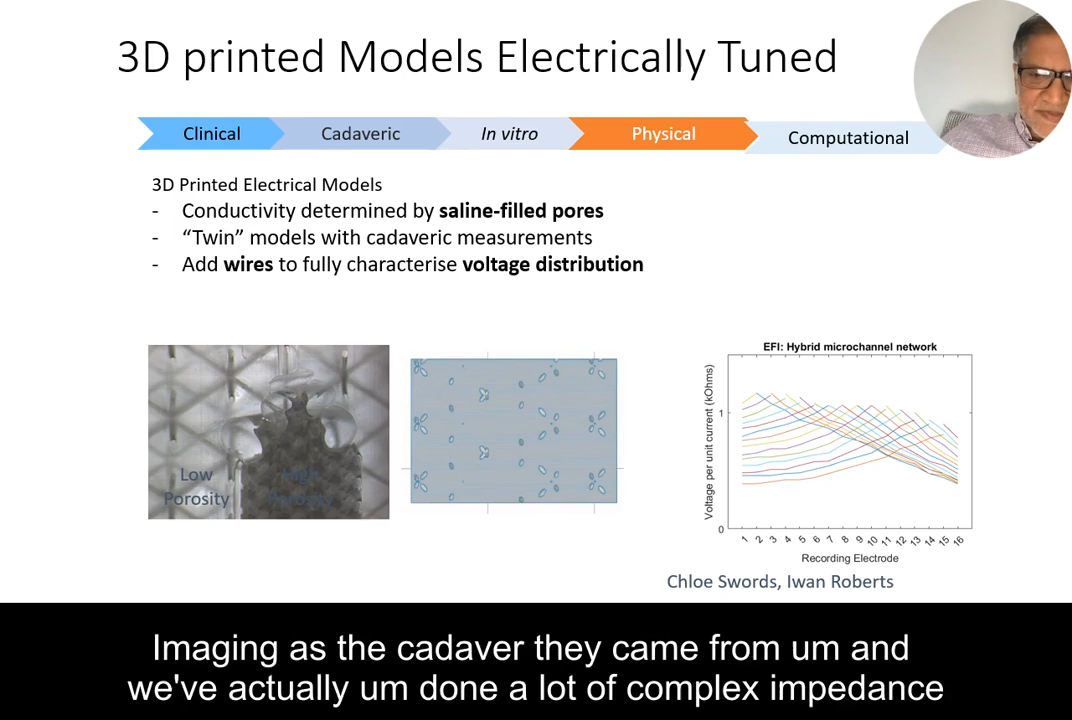 3D printed Models Electrically Tuned
Clinical
Cadaveric
In vitro
Physical
Computational
3D Printed Electrical Models
- Conductivity determined by saline-filled pores
- “Twin” models with cadaveric measurements
- Add wires to fully characterise voltage distribution
Low
Porosity
EFI: Hybrid microchannel network
Voltage per unit current (kOhms)
1
0
1 2 3 4 5 6 7 8 9 10 11 12 13 14 15 16
Recording Electrode
Chloe Swords, Iwan Roberts
Imaging as the cadaver they came from um and
we've actually um done a lot of complex impedance